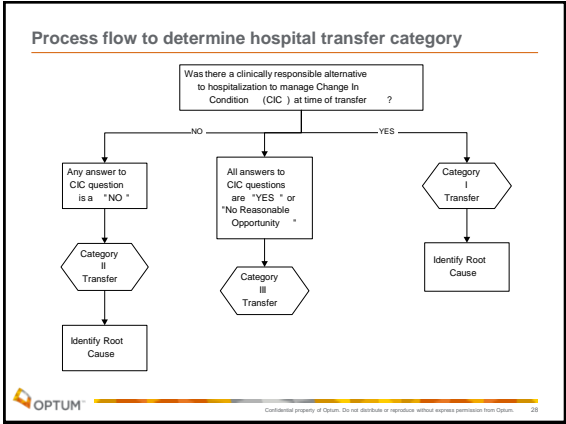 Process flow to determine hospital transfer category
Was there a clinically responsible alternative
to hospitalization to manage Change In
Condition (CIC ) at time of transfer ?
NO
YES
Any answer to
CIC question
is a "NO "
All answers to
CIC questions
are "YES " or
"No Reasonable
Opportunity "
Category
I
Transfer
Category
II
Transfer
Category
III
Transfer
Identify Root
Cause
Identify Root
Cause
OPTUM™
Confidential property of Optum. Do not distribute or reproduce without express permission from Optum.
28